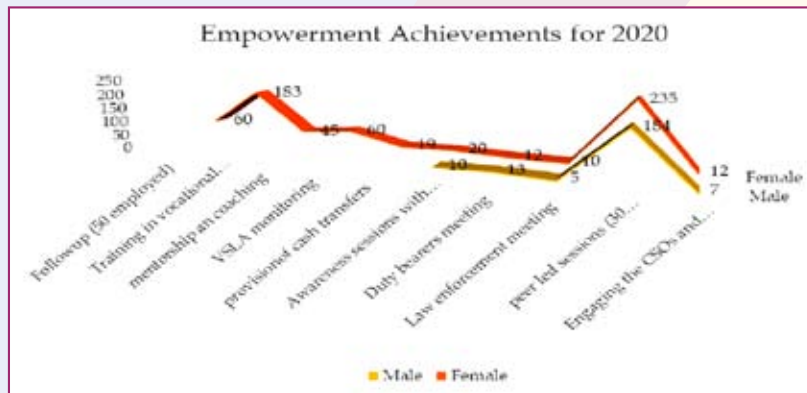 Empowerment Achievements for 2020
250
200
150
100
50
0
60
183
45
60
19
20
12
10
235
12
10
13
5
184
7
Female
Male
Followup (50 employed)
Training in vocational...
mentorship an coaching
VSLA monitoring
provisionof cash transfers
Awareness sessions with...
Duty bearers meeting
Law enforcement meeting
peer led sessions (30...
Engaging the CSOs and...
Male Female